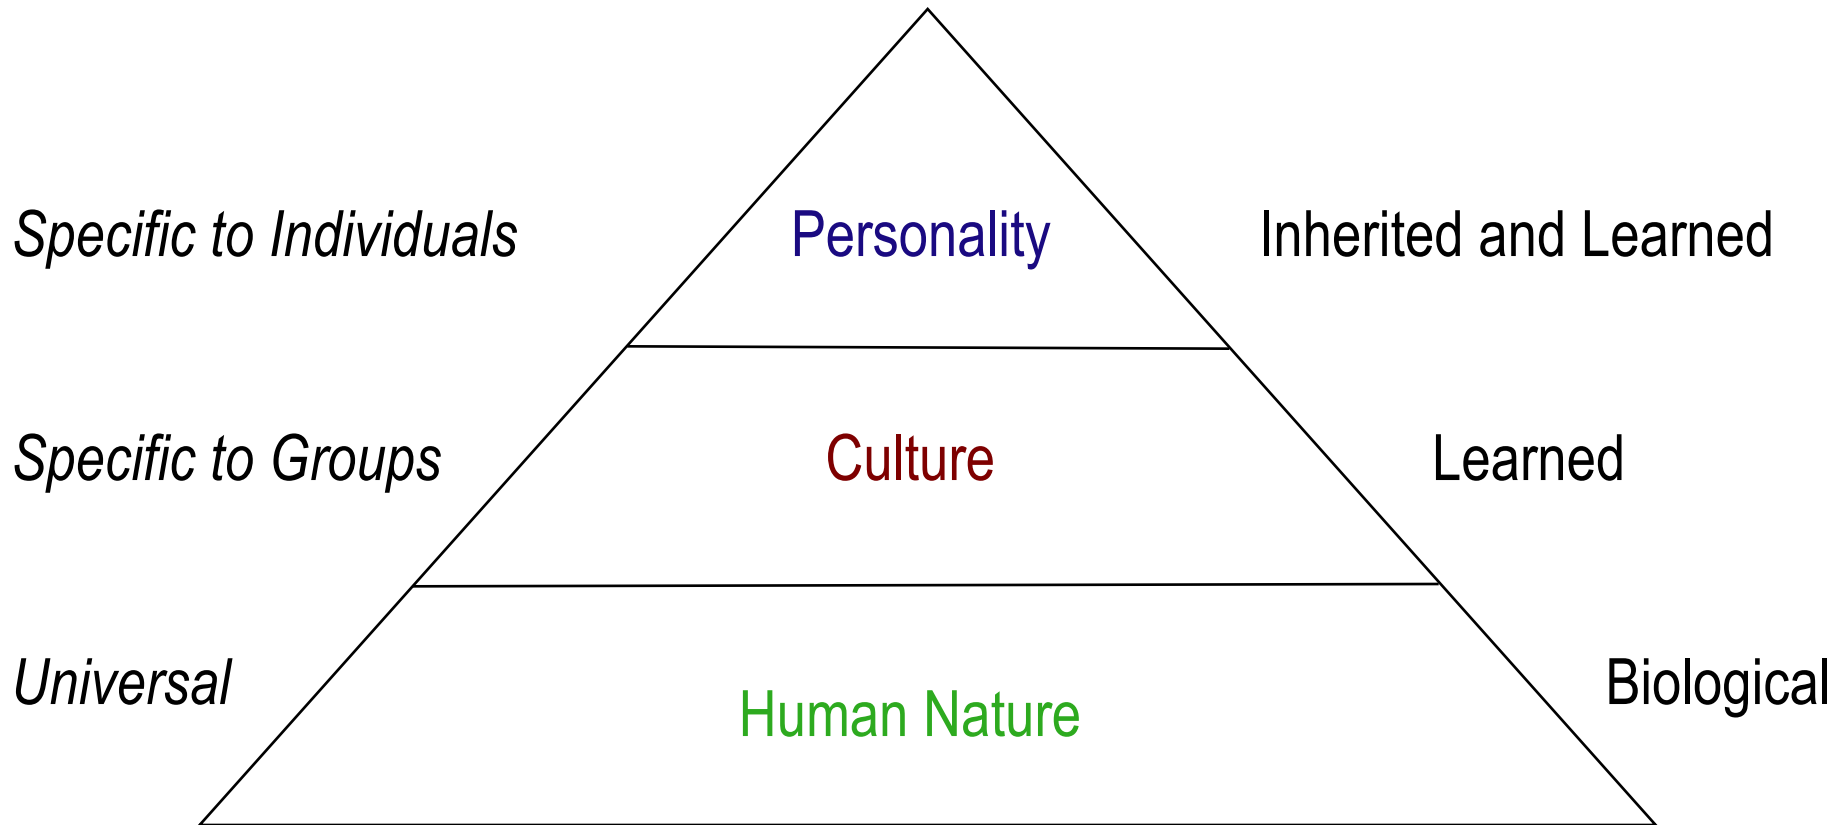 Specific to Individuals Personality Inherited and Learned
Specific to Groups Culture Learned
Universal Human Nature Biological